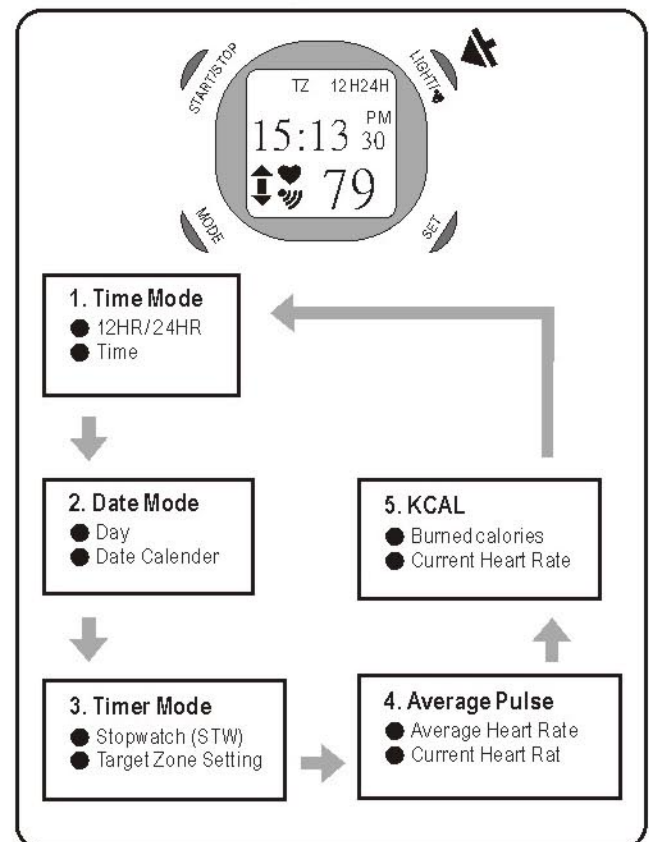 START/STOP
LIGHT/
TZ 12H24H
15:13 PM 30
79
MODE
SET
1. Time Mode
● 12HR/24HR
● Time
2. Date Mode
● Day
● Date Calender
3. Timer Mode
● Stopwatch (STW)
● Target Zone Setting
4. Average Pulse
● Average Heart Rate
● Current Heart Rat
5. KCAL
● Burned calories
● Current Heart Rate